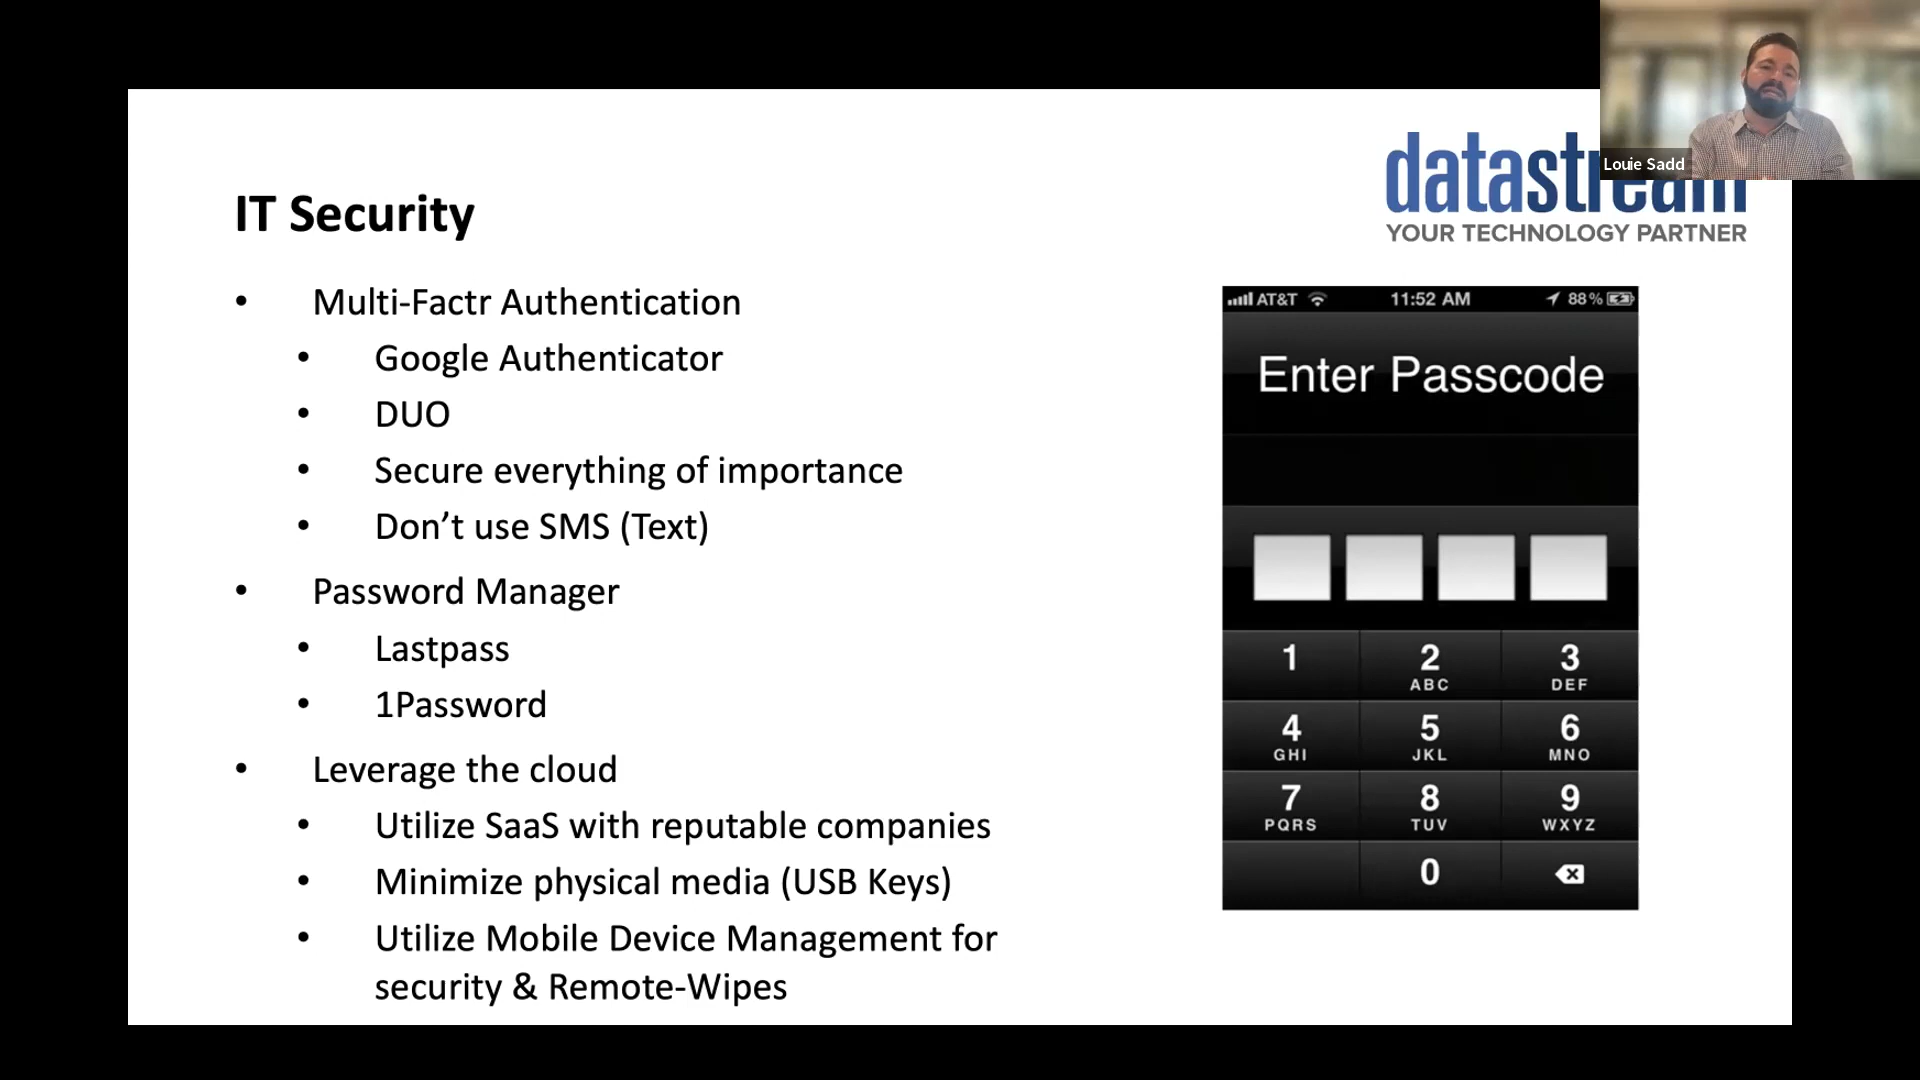 Louie Sadd
datastream
YOUR TECHNOLOGY PARTNER
IT Security
• Multi-Factr Authentication
• Google Authenticator
• DUO
• Secure everything of importance
• Don’t use SMS (Text)
• Password Manager
• Lastpass
• 1Password
• Leverage the cloud
• Utilize SaaS with reputable companies
• Minimize physical media (USB Keys)
• Utilize Mobile Device Management for
security & Remote-Wipes
AT&T 11:52 AM 88%
Enter Passcode
1 2 3
ABC DEF
4 5 6
GHI JKL MNO
7 8 9
PQRS TUV WXYZ
0